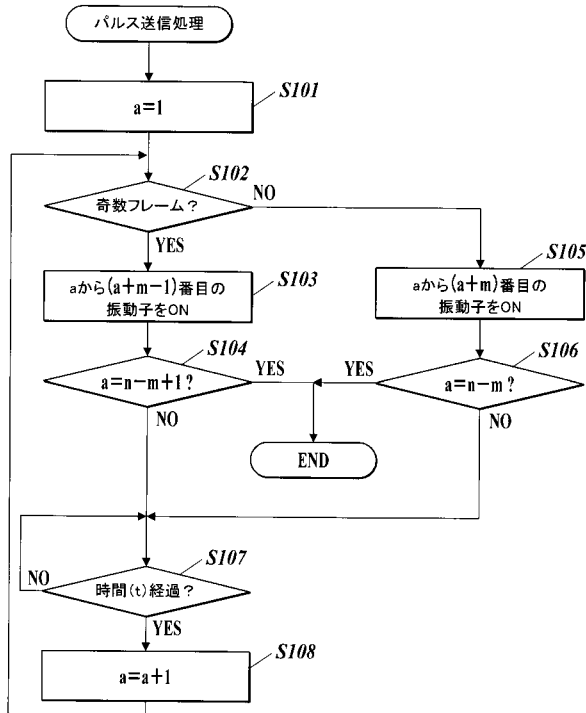 パルス送信処理
a=1
S101
S102
奇数フレーム?
NO
YES
S103
aから(a+m−1)番目の
振動子をON
S105
aから(a+m)番目の
振動子をON
S104
a=n−m+1?
YES
NO
S106
a=n−m?
YES
NO
END
S107
時間(t)経過?
NO
YES
S108
a=a+1